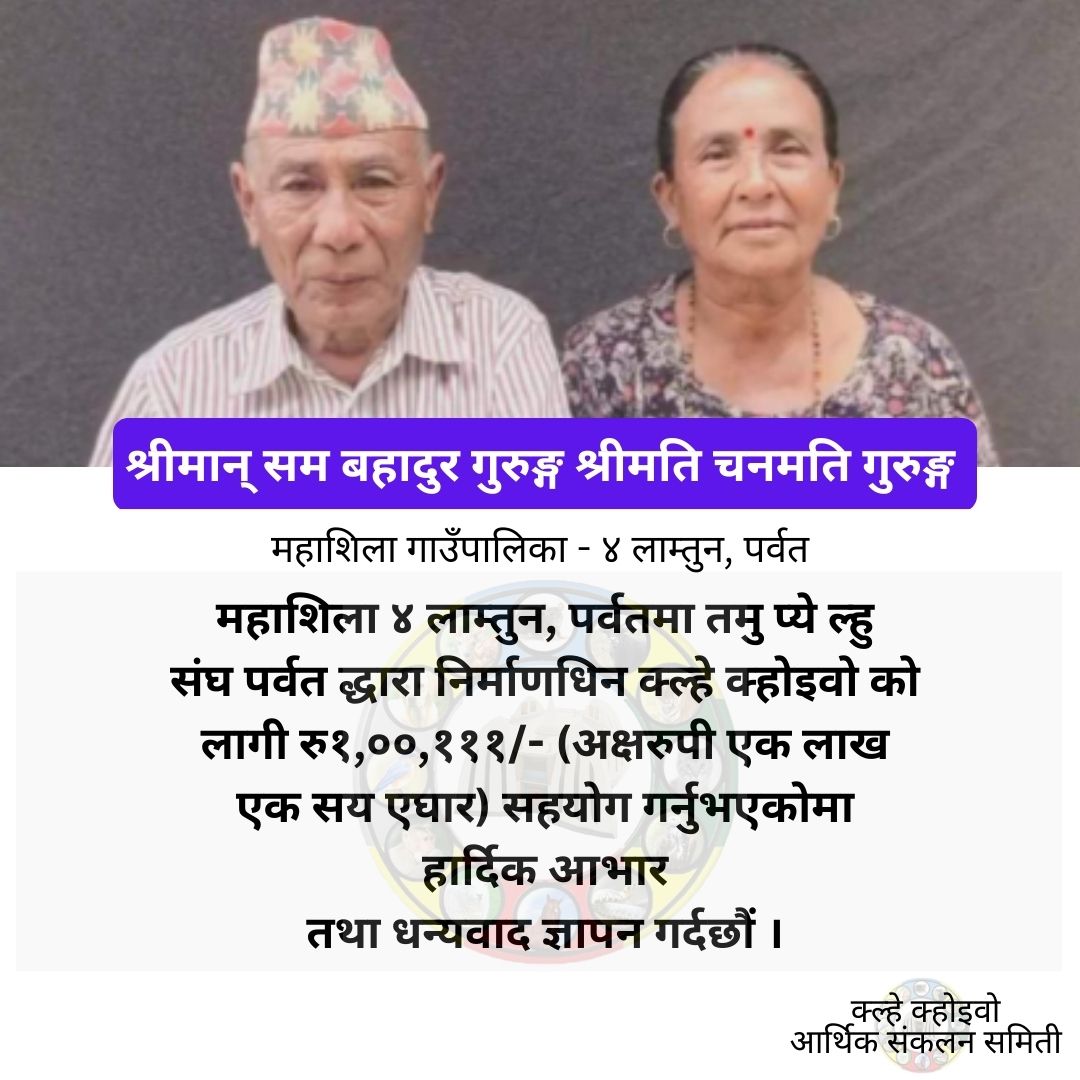 श्रीमान् सम बहादुर गुरुङ्ग श्रीमति चनमति गुरुङ्ग
महाशिला गाउँपालिका - ४ लाम्तुन, पर्वत
महाशिला ४ लाम्तुन, पर्वतमा तमु प्ये ल्हु
संघ पर्वत द्धारा निर्माणधिन क्ल्हे क्होइवो को
लागी रु१,००,१११/- (अक्षरुपी एक लाख
एक सय एघार) सहयोग गर्नुभएकोमा
हार्दिक आभार
तथा धन्यवाद ज्ञापन गर्दछौं ।
क्ल्हे क्होइवो
आर्थिक संकलन समिती